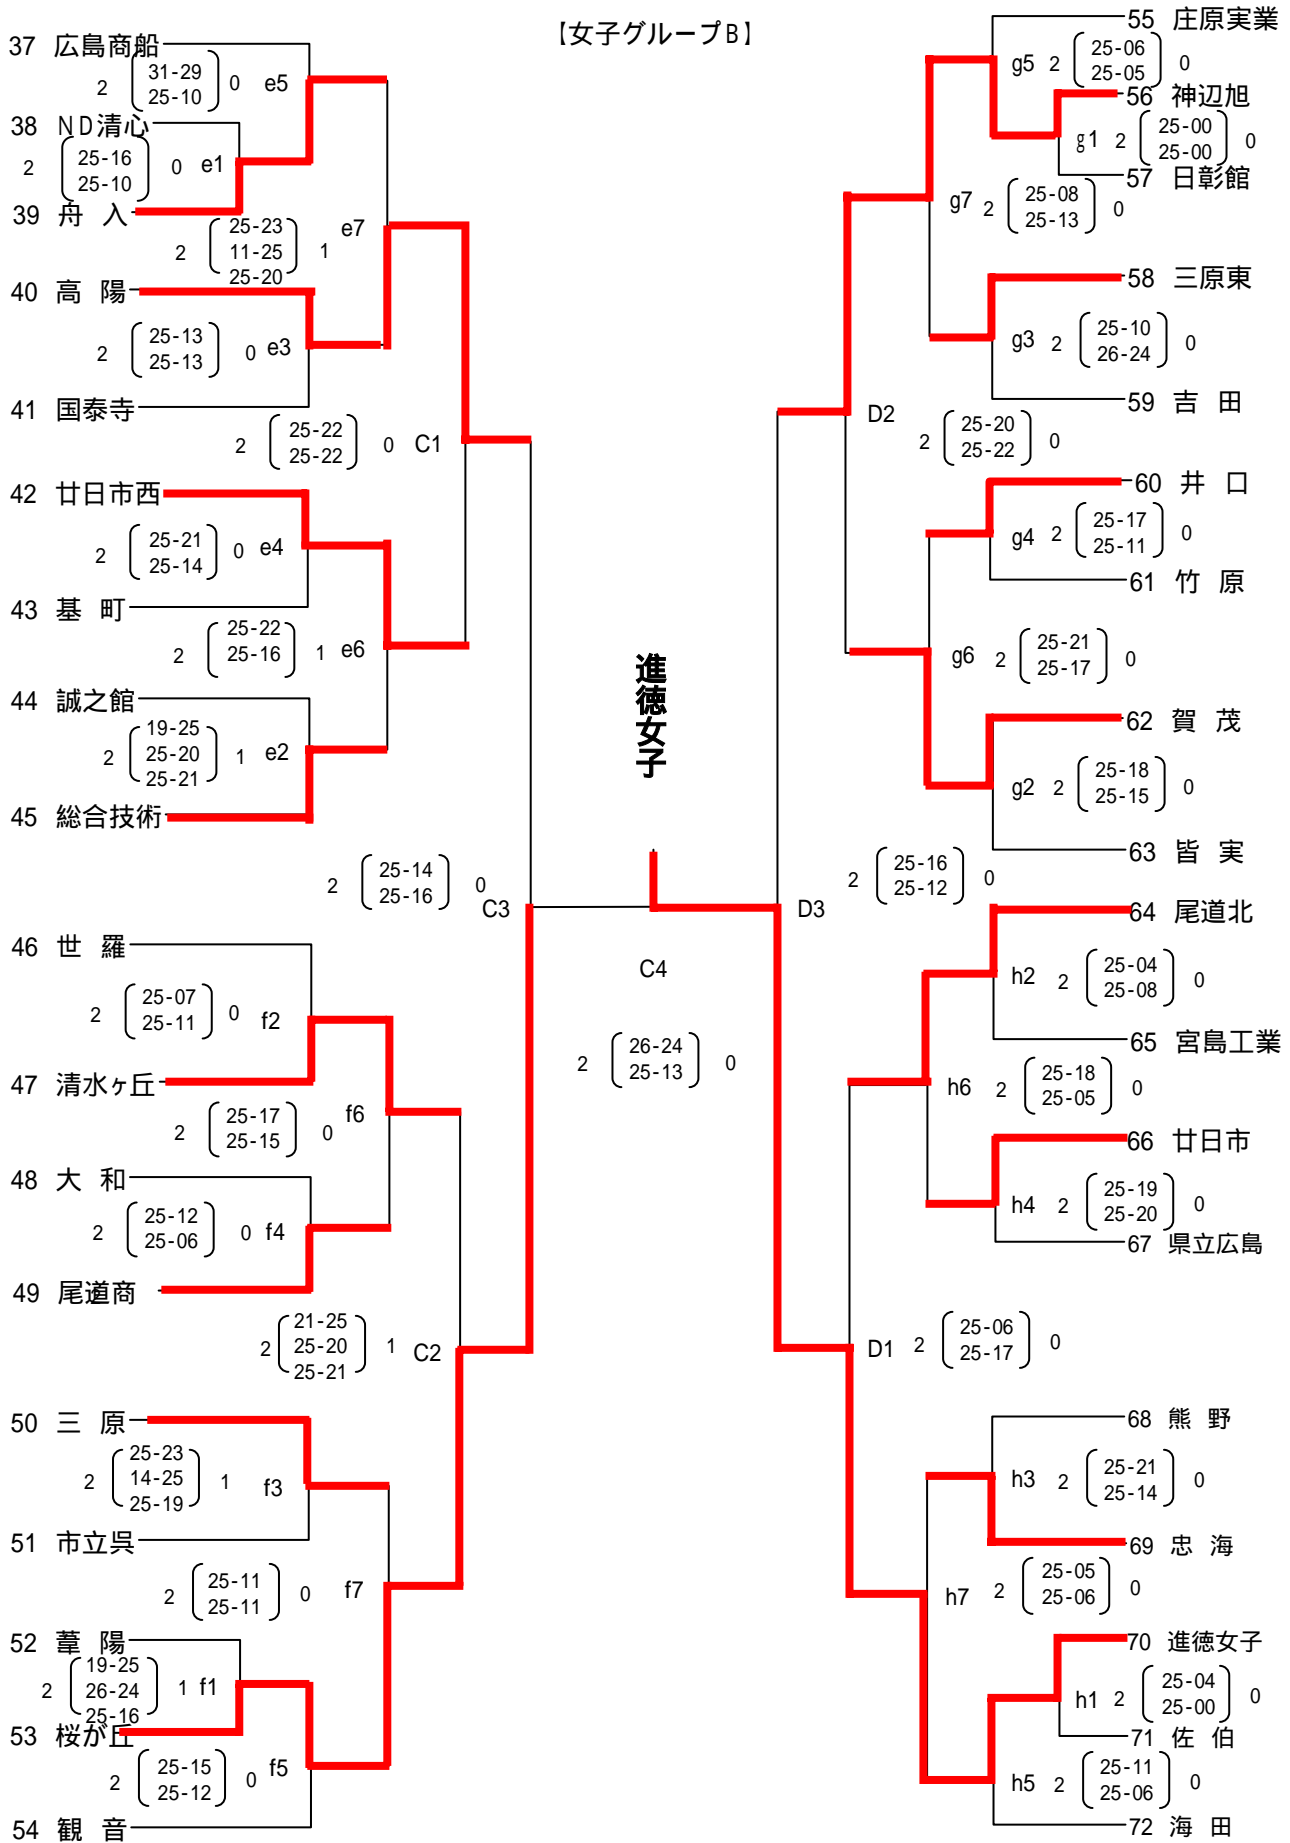 【女子グループB】
37 広島商船
2 31-29 0 e5
25-10
38 ND清心
2 25-16 0 e1
25-10
39 舟 入
25-23 e7
2 11-25 1
25-20
40 高 陽
2 25-13 0 e3
25-13
41 国泰寺
2 25-22 0 C1
25-22
42 廿日市西
2 25-21 0 e4
25-14
43 基 町
2 25-22 1 e6
25-16
44 誠之館
19-25
2 25-20 1 e2
25-21
45 総合技術
2 25-14 0
25-16
C3
46 世 羅
2 25-07 0 f2
25-11
47 清水ヶ丘
2 25-17 0 f6
25-15
48 大 和
2 25-12 0 f4
25-06
49 尾道商
21-25
2 25-20 1 C2
25-21
50 三 原
25-23
2 14-25 1 f3
25-19
51 市立呉
2 25-11 0 f7
25-11
52 葦 陽
19-25
2 26-24 1 f1
25-16
53 桜が丘
2 25-15 0 f5
25-12
54 観 音
進徳女子
C4
2 26-24 0
25-13
55 庄原実業
g5 2 25-06 0
25-05
56 神辺旭
g1 2 25-00 0
25-00
57 日彰館
g7 2 25-08 0
25-13
58 三原東
g3 2 25-10 0
26-24
59 吉 田
D2
2 25-20 0
25-22
60 井 口
g4 2 25-17 0
25-11
61 竹 原
g6 2 25-21 0
25-17
62 賀 茂
g2 2 25-18 0
25-15
63 皆 実
2 25-16 0
25-12
D3
64 尾道北
h2 2 25-04 0
25-08
65 宮島工業
h6 2 25-18 0
25-05
66 廿日市
h4 2 25-19 0
25-20
67 県立広島
D1 2 25-06 0
25-17
68 熊 野
h3 2 25-21 0
25-14
69 忠 海
h7 2 25-05 0
25-06
70 進徳女子
h1 2 25-04 0
25-00
71 佐 伯
h5 2 25-11 0
25-06
72 海 田